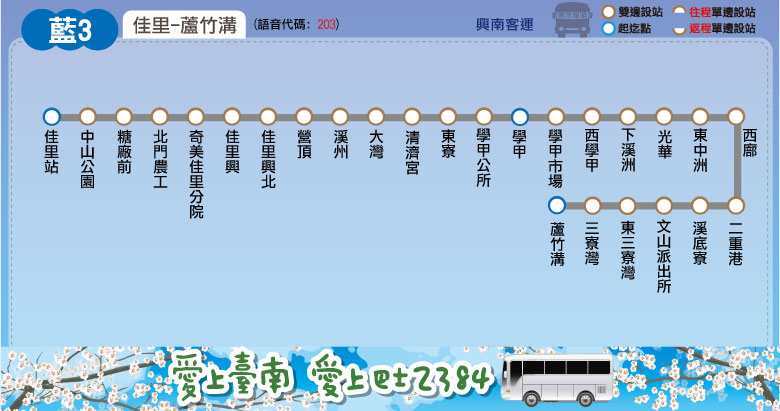 藍3
佳里-蘆竹溝
(語音代碼: 203)
興南客運
雙邊設站
往程單邊設站
起迄點
返程單邊設站
佳里站
中山公園
糖廠前
北門農工
奇美佳里分院
佳里興
佳里興北
營頂
溪州
大灣
清濟宮
東寮
學甲公所
學甲
學甲市場
西學甲
下溪洲
光華
東中洲
西廍
二重港
溪底寮
文山派出所
東三寮灣
三寮灣
蘆竹溝
愛上臺南 愛上巴士2384